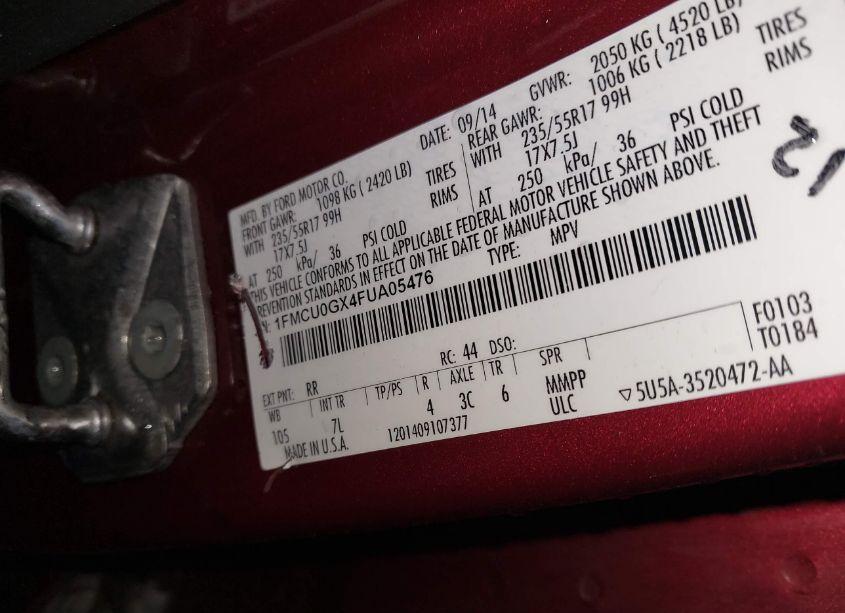 MFD. BY FORD MOTOR CO.
DATE: 09/14
GVWR: 2050 KG ( 4520 LB)
FRONT GAWR: 1098 KG (2420 LB)
REAR GAWR: 1006 KG ( 2218 LB)
WITH 235/55R17 99H TIRES
WITH 235/55R17 99H TIRES
17X7.5J RIMS
17X7.5J RIMS
AT 250 kPa/ 36 PSI COLD
AT 250 kPa/ 36 PSI COLD
THIS VEHICLE CONFORMS TO ALL APPLICABLE FEDERAL MOTOR VEHICLE SAFETY AND THEFT
PREVENTION STANDARDS IN EFFECT ON THE DATE OF MANUFACTURE SHOWN ABOVE.
1FMCU0GX4FUA05476
TYPE: MPV
F0103
T0184
EXT PNT: RR
RC: 44 DSO:
WB INT TR TP/PS R AXLE TR SPR
105 7L 4 3C 6 MMPP
ULC
MADE IN U.S.A.
1201409107377
▽5U5A-3520472-AA